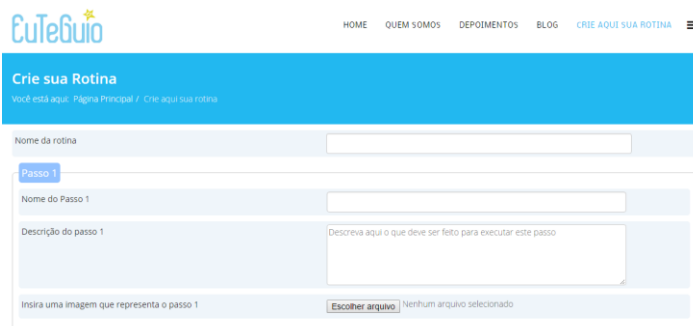 EuTeGuio
HOME QUEM SOMOS DEPOIMENTOS BLOG CRIE AQUI SUA ROTINA
Crie sua Rotina
Você está aqui: Página Principal / Crie aqui sua rotina
Nome da rotina
Passo 1
Nome do Passo 1
Descrição do passo 1
Descreva aqui o que deve ser feito para executar este passo
Insira uma imagem que representa o passo 1
Escolher arquivo Nenhum arquivo selecionado